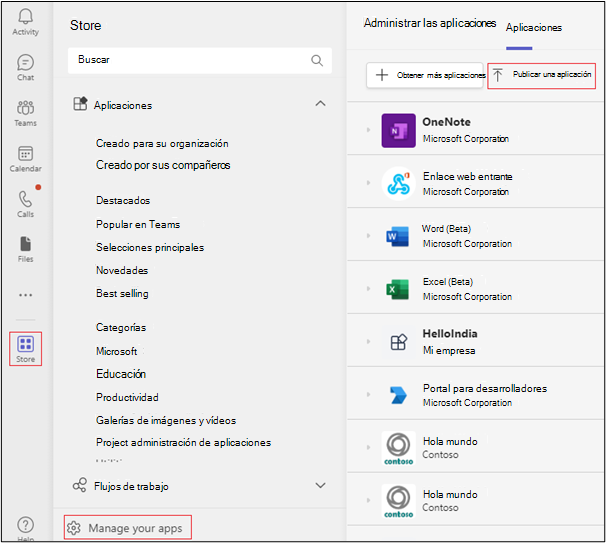 Activity
Chat
Teams
Calendar
Calls
Files
Store
Help
Store
Buscar
Aplicaciones
Creado para su organización
Creado por sus compañeros
Destacados
Popular en Teams
Selecciones principales
Novedades
Best selling
Categorías
Microsoft
Educación
Productividad
Galerías de imágenes y vídeos
Project administración de aplicaciones
Flujos de trabajo
Manage your apps
Administrar las aplicaciones
Aplicaciones
Obtener más aplicaciones
Publicar una aplicación
OneNote
Microsoft Corporation
Enlace web entrante
Microsoft Corporation
Word (Beta)
Microsoft Corporation
Excel (Beta)
Microsoft Corporation
HelloIndia
Mi empresa
Portal para desarrolladores
Microsoft Corporation
contoso
Hola mundo
Contoso
contoso
Hola mundo
Contoso